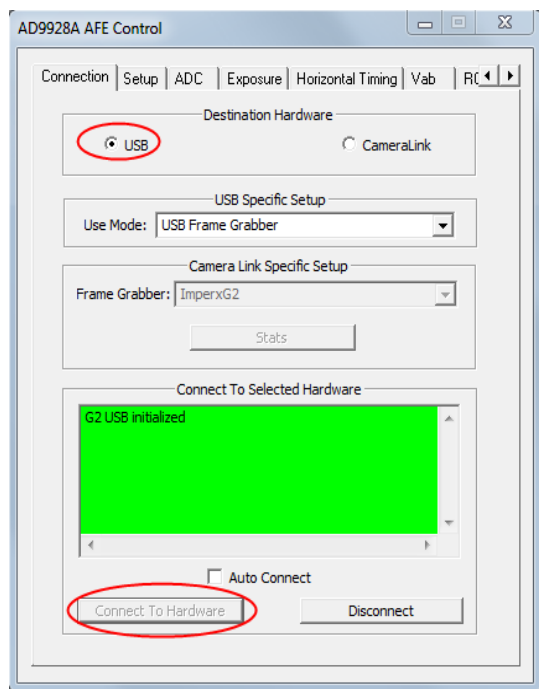 AD9928A AFE Control
Connection Setup ADC Exposure Horizontal Timing Vab
Destination Hardware
USB CameraLink
USB Specific Setup
Use Mode: USB Frame Grabber
Camera Link Specific Setup
Frame Grabber: ImperxG2
Stats
Connect To Selected Hardware
G2 USB initialized
Auto Connect
Connect To Hardware Disconnect